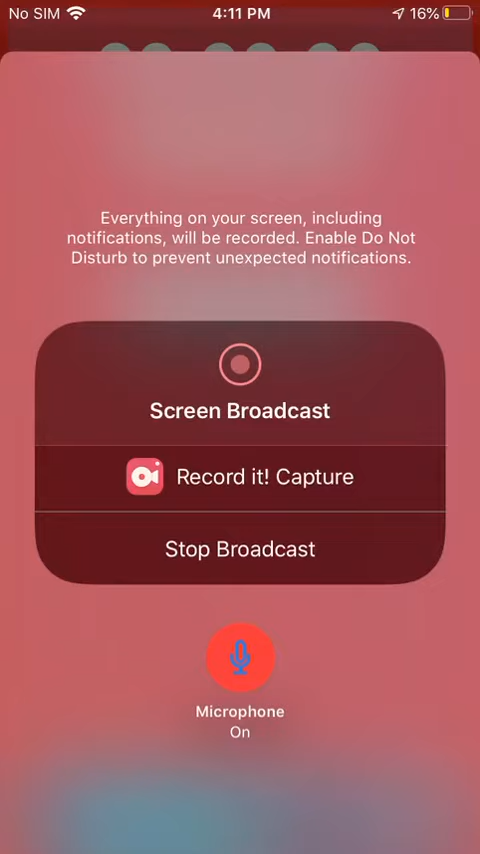 No SIM 4:11 PM 16%
Everything on your screen, including
notifications, will be recorded. Enable Do Not
Disturb to prevent unexpected notifications.
Screen Broadcast
Record it! Capture
Stop Broadcast
Microphone
On